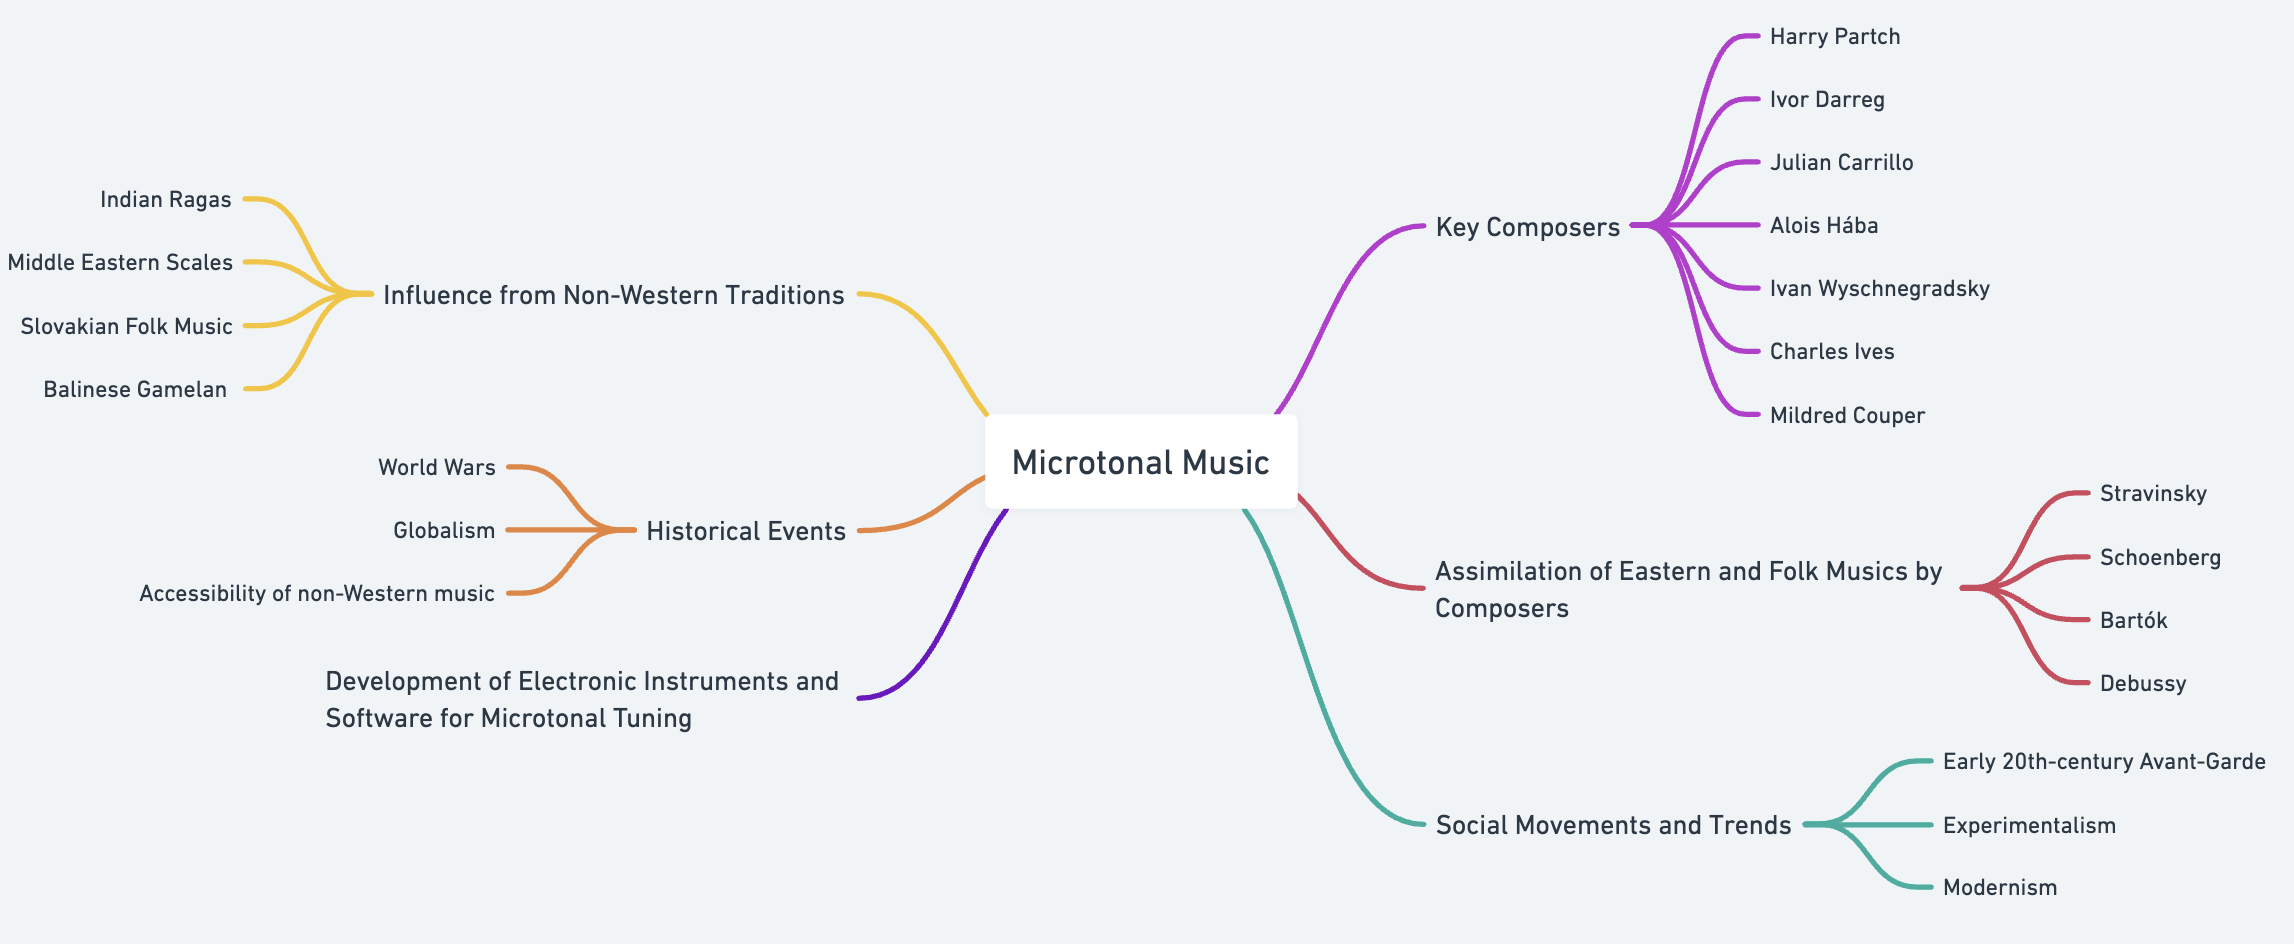 Microtonal Music
Key Composers
Harry Partch
Ivor Darreg
Julian Carrillo
Alois Hába
Ivan Wyschnegradsky
Charles Ives
Mildred Couper
Assimilation of Eastern and Folk Musics by
Composers
Stravinsky
Schoenberg
Bartók
Debussy
Social Movements and Trends
Early 20th-century Avant-Garde
Experimentalism
Modernism
Influence from Non-Western Traditions
Indian Ragas
Middle Eastern Scales
Slovakian Folk Music
Balinese Gamelan
Historical Events
World Wars
Globalism
Accessibility of non-Western music
Development of Electronic Instruments and
Software for Microtonal Tuning